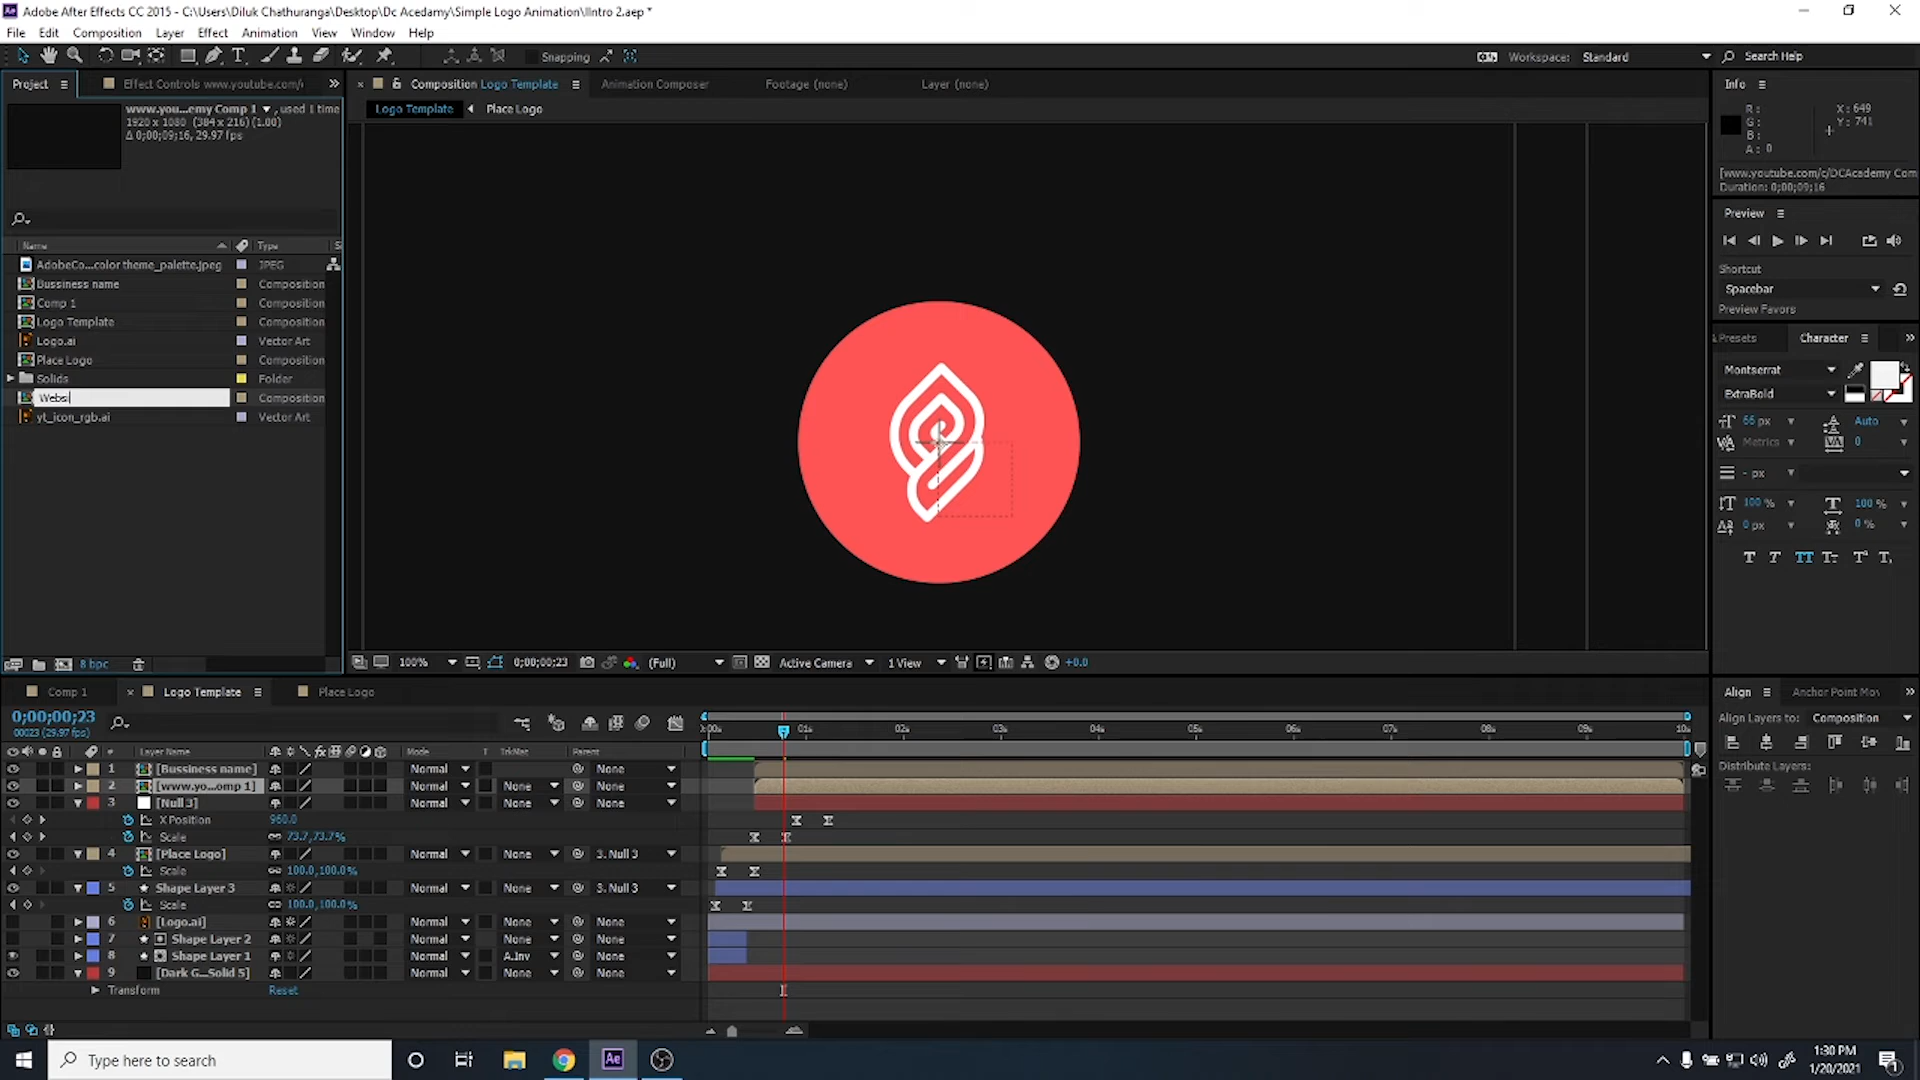 Adobe After Effects CC 2015 - C:\Users\Diluk Chathuranga\Desktop\Dc Acedamy\Simple Logo Animation\IIntro 2.aep *
File Edit Composition Layer Effect Animation View Window Help
Snapping Workspace: Standard Search Help
Project Effect Controls www.youtube.com/ Composition Logo Template Animation Composer Footage (none) Layer (none) Info
www.you...emy Comp 1 , used 1 time
1920 x 1080 (384 x 216) (1.00)
Δ 0;00;09;16, 29.97 fps
Logo Template Place Logo
R: X: 649
G: Y: 741
B:
A: 0
[www.youtube.com/c/DCAcademy Com
Duration: 0;00;09;16
Preview
Shortcut
Spacebar
Preview Favors
Name Type
AdobeCo...color theme_palette.jpeg JPEG
Bussiness name Composition
Comp 1 Composition
Logo Template Composition
Logo.ai Vector Art
Place Logo Composition
Solids Folder
Websi Composition
yt_icon_rgb.ai Vector Art
Presets Character
Montserrat
ExtraBold
66 px Auto
Metrics 0
- px
100 % 100 %
0 px 0 %
8 bpc
100% 0;00;00;23 (Full) Active Camera 1 View +0.0
Comp 1 Logo Template Place Logo
0;00;00;23
00023 (29.97 fps)
01s 02s 03s 04s 05s 06s 07s 08s 09s 10s
# Layer Name Mode T TrkMat Parent
1 [Bussiness name] Normal None
2 [www.yo...omp 1] Normal None None
3 [Null 3] Normal None None
X Position 960.0
Scale 73.7,73.7%
4 [Place Logo] Normal None 3. Null 3
Scale 100.0,100.0%
5 Shape Layer 3 Normal None 3. Null 3
Scale 100.0,100.0%
6 [Logo.ai] Normal None None
7 Shape Layer 2 Normal None None
8 Shape Layer 1 Normal A.Inv None
9 [Dark G...Solid 5] Normal None None
Transform Reset
Align Anchor Point Mov
Align Layers to: Composition
Distribute Layers:
Type here to search
Ae
1:30 PM
1/20/2021
1